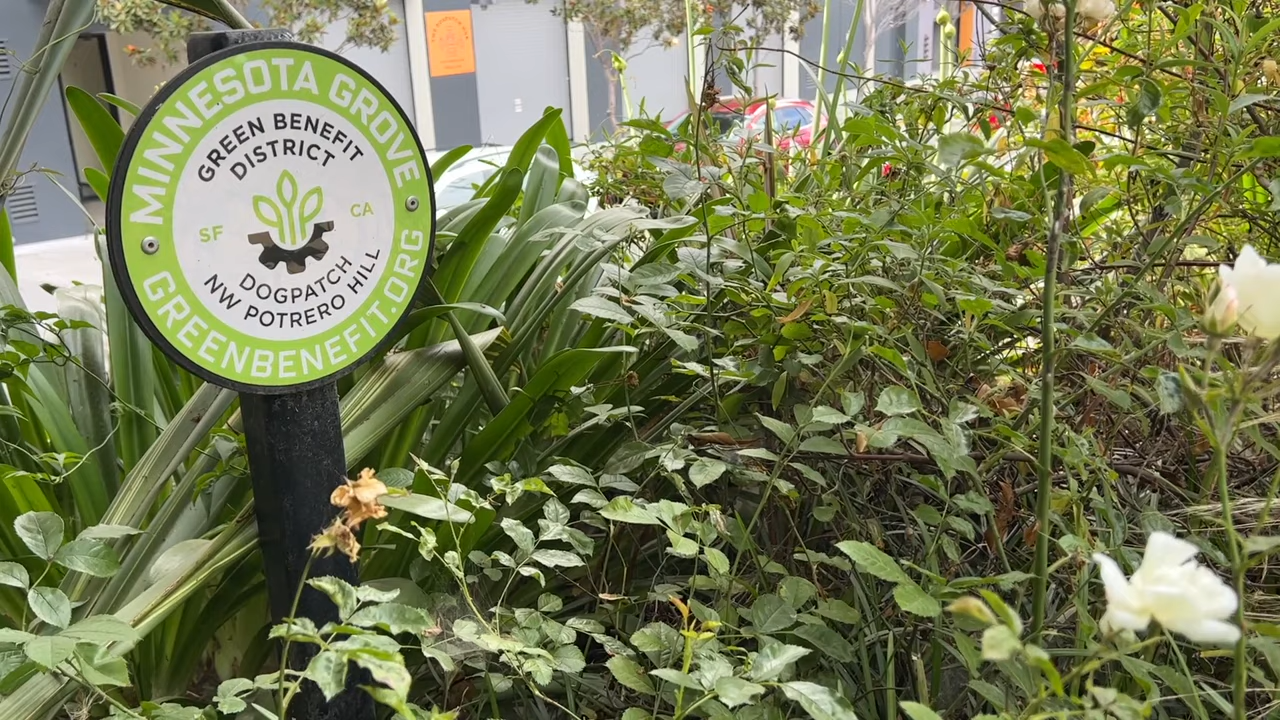 MINNESOTA GROVE
GREEN BENEFIT
DISTRICT
SF
CA
DOGPATCH
NW POTRERO HILL
GREENBENEFIT.ORG